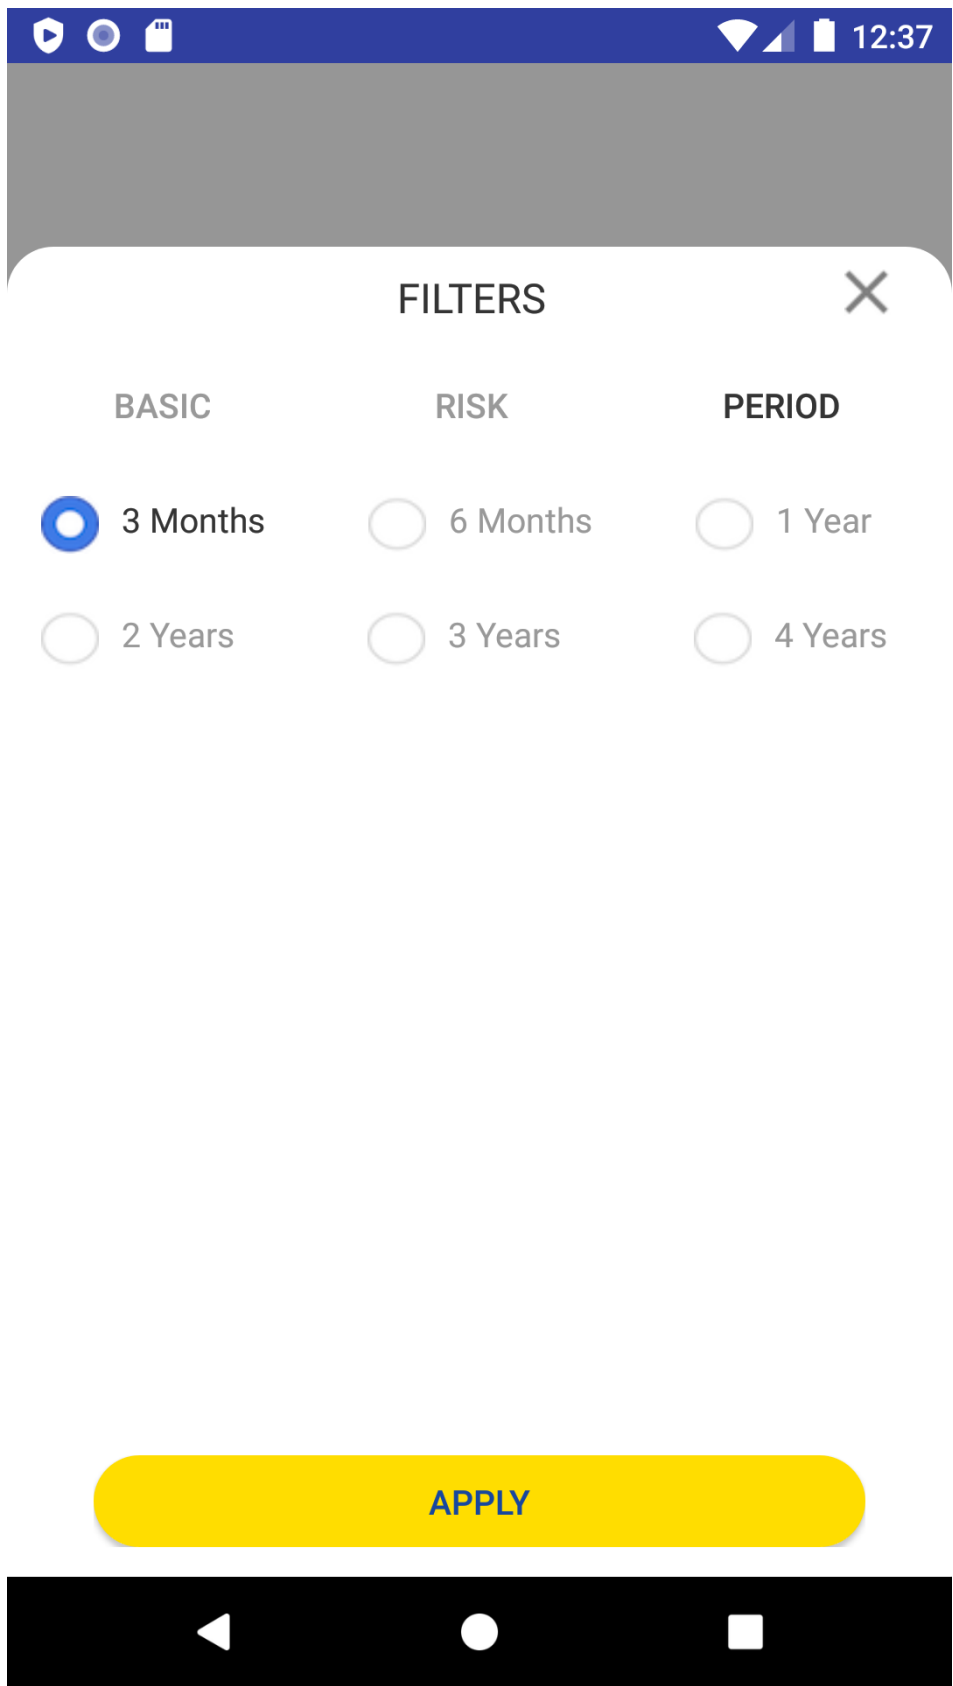 12:37
FILTERS
BASIC RISK PERIOD
3 Months 6 Months 1 Year
2 Years 3 Years 4 Years
APPLY